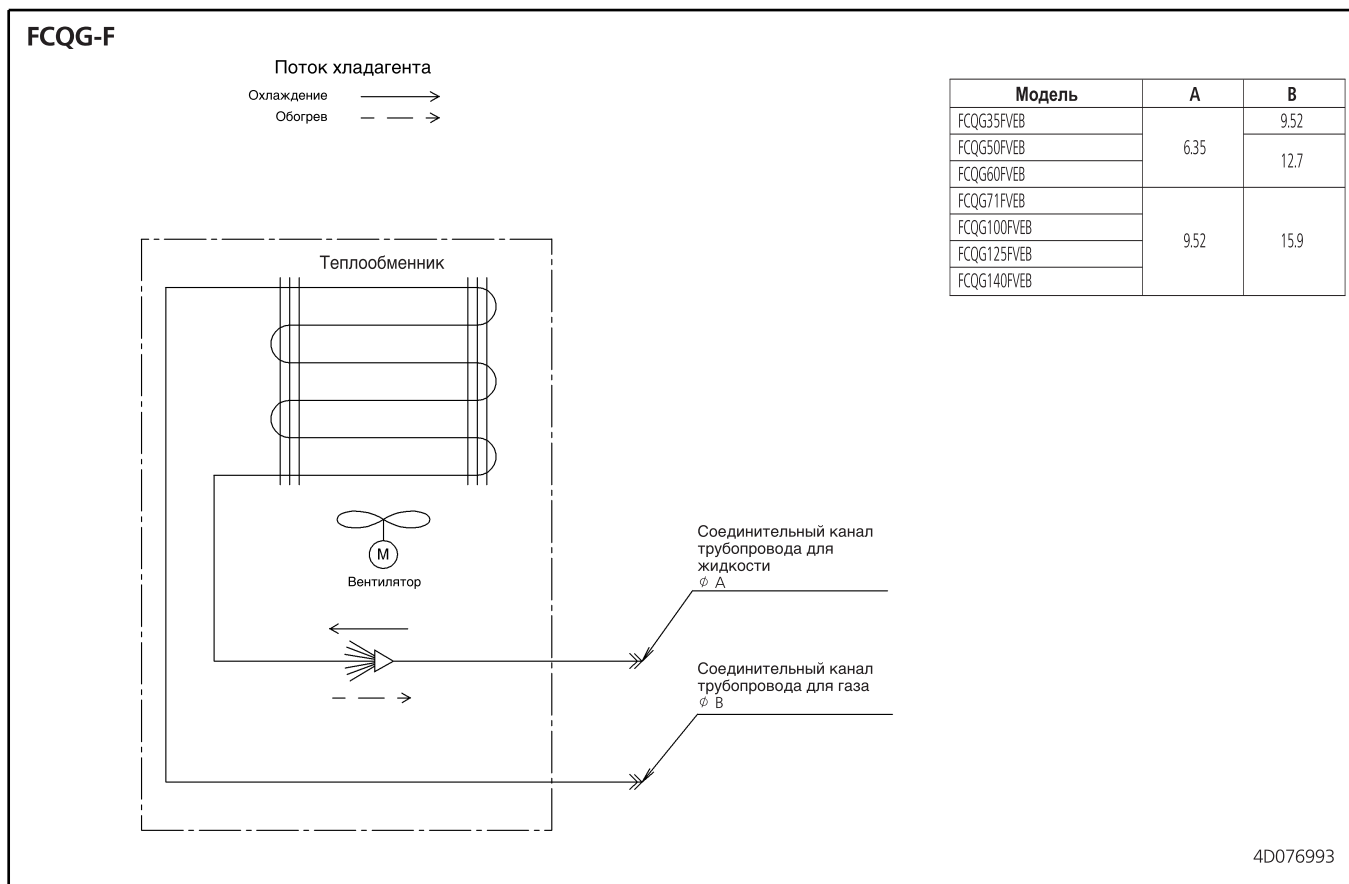 FCQG-F
Поток хладагента
Охлаждение
Обогрев
Модель A B
FCQG35FVEB 6.35 9.52
FCQG50FVEB 12.7
FCQG60FVEB
FCQG71FVEB 9.52 15.9
FCQG100FVEB
FCQG125FVEB
FCQG140FVEB
Теплообменник
M
Вентилятор
Соединительный канал
трубопровода для
жидкости
φ A
Соединительный канал
трубопровода для газа
φ B
4D076993